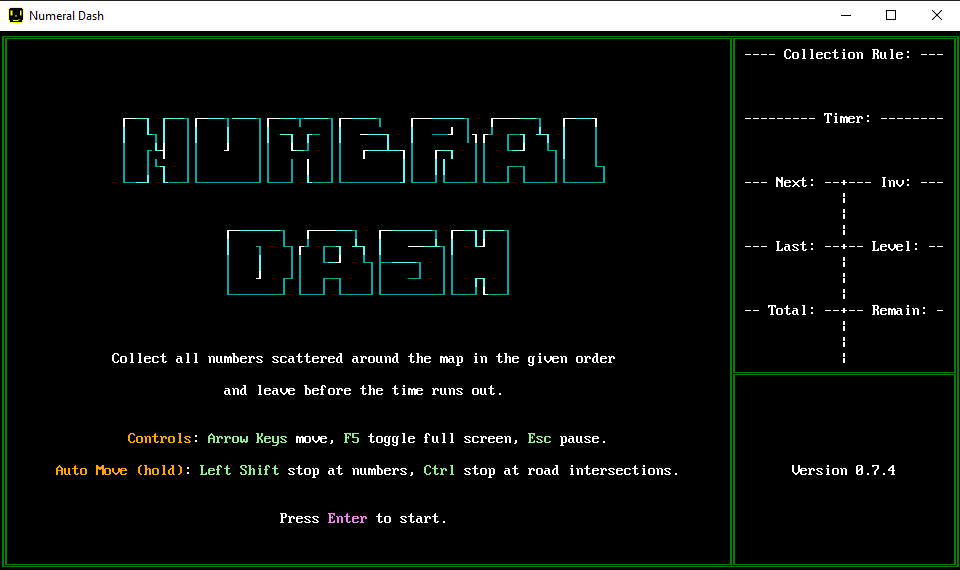 Numeral Dash
NUMERAL
DASH
Collect all numbers scattered around the map in the given order
and leave before the time runs out.
Controls: Arrow Keys move, F5 toggle full screen, Esc pause.
Auto Move (hold): Left Shift stop at numbers, Ctrl stop at road intersections.
Press Enter to start.
---- Collection Rule: ---
--------- Timer: --------
--- Next: --+--- Inv: ---
--- Last: --+-- Level: --
-- Total: --+-- Remain: -
Version 0.7.4